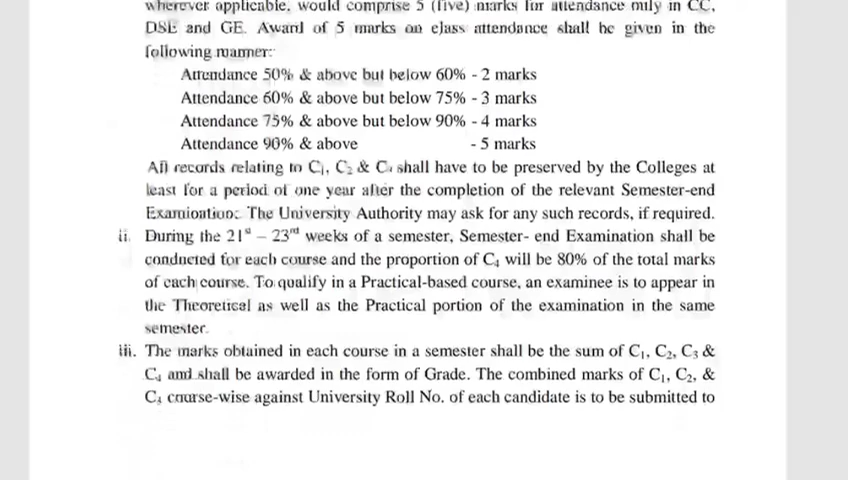 wherever applicable, would comprise 5 (five) marks for attendance only in CC,
DSE and GE. Award of 5 marks on class attendance shall be given in the
following manner:
Attendance 50% & above but below 60% - 2 marks
Attendance 60% & above but below 75% - 3 marks
Attendance 75% & above but below 90% - 4 marks
Attendance 90% & above - 5 marks
All records relating to C₁, C₂ & C₃ shall have to be preserved by the Colleges at
least for a period of one year after the completion of the relevant Semester-end
Examination. The University Authority may ask for any such records, if required.
ii. During the 21st – 23rd weeks of a semester, Semester- end Examination shall be
conducted for each course and the proportion of C₄ will be 80% of the total marks
of each course. To qualify in a Practical-based course, an examinee is to appear in
the Theoretical as well as the Practical portion of the examination in the same
semester.
iii. The marks obtained in each course in a semester shall be the sum of C₁, C₂, C₃ &
C₄ and shall be awarded in the form of Grade. The combined marks of C₁, C₂, &
C₃ course-wise against University Roll No. of each candidate is to be submitted to